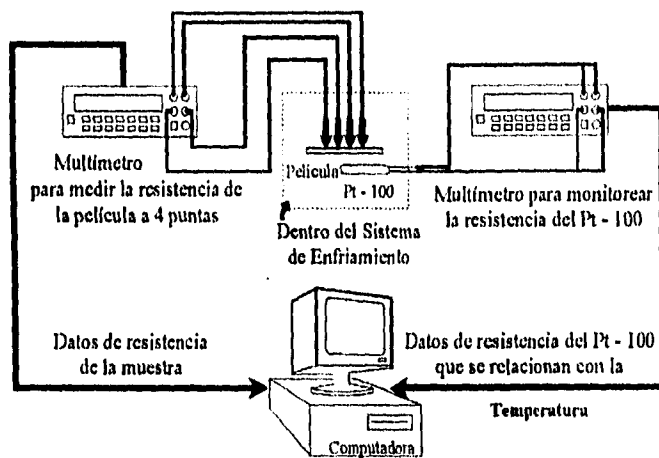 Multímetro
para medir la resistencia de
la película a 4 puntas
Película
Pt - 100
Dentro del Sistema
de Enfriamiento
Multímetro para monitorear
la resistencia del Pt - 100
Datos de resistencia
de la muestra
Datos de resistencia del Pt - 100
que se relacionan con la
Temperatura
Computadora